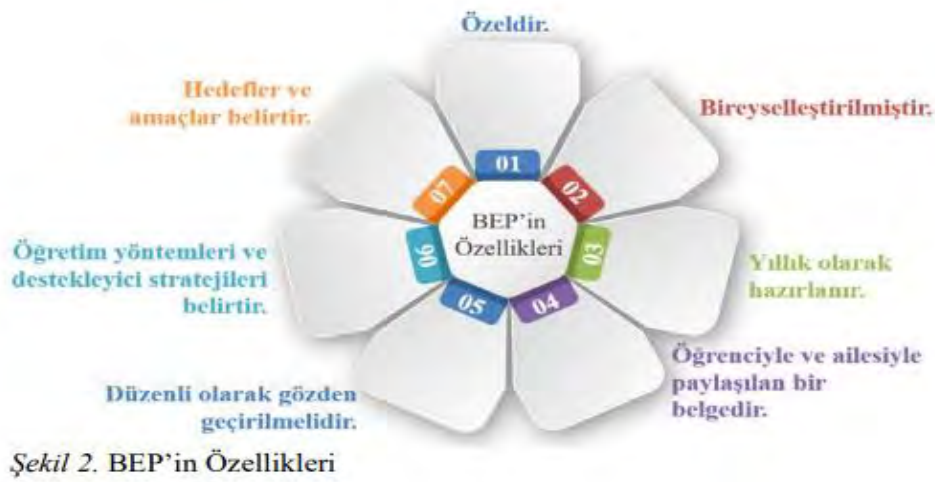 Özeldir.
01
Bireyselleştirilmiştir.
02
Yıllık olarak
hazırlanır.
03
Öğrenciyle ve ailesiyle
paylaşılan bir
belgedir.
04
Düzenli olarak gözden
geçirilmelidir.
05
Öğretim yöntemleri ve
destekleyici stratejileri
belirtir.
06
Hedefler ve
amaçlar belirtir.
07
BEP’in
Özellikleri
Şekil 2. BEP’in Özellikleri